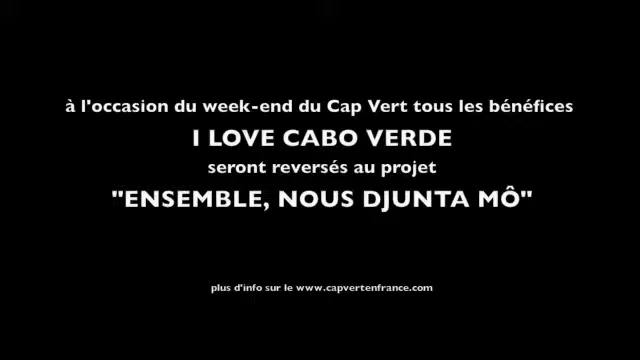 à l'occasion du week-end du Cap Vert tous les bénéfices
I LOVE CABO VERDE
seront reversés au projet
"ENSEMBLE, NOUS DJUNTA MÔ"
plus d'info sur le www.capvertenfrance.com